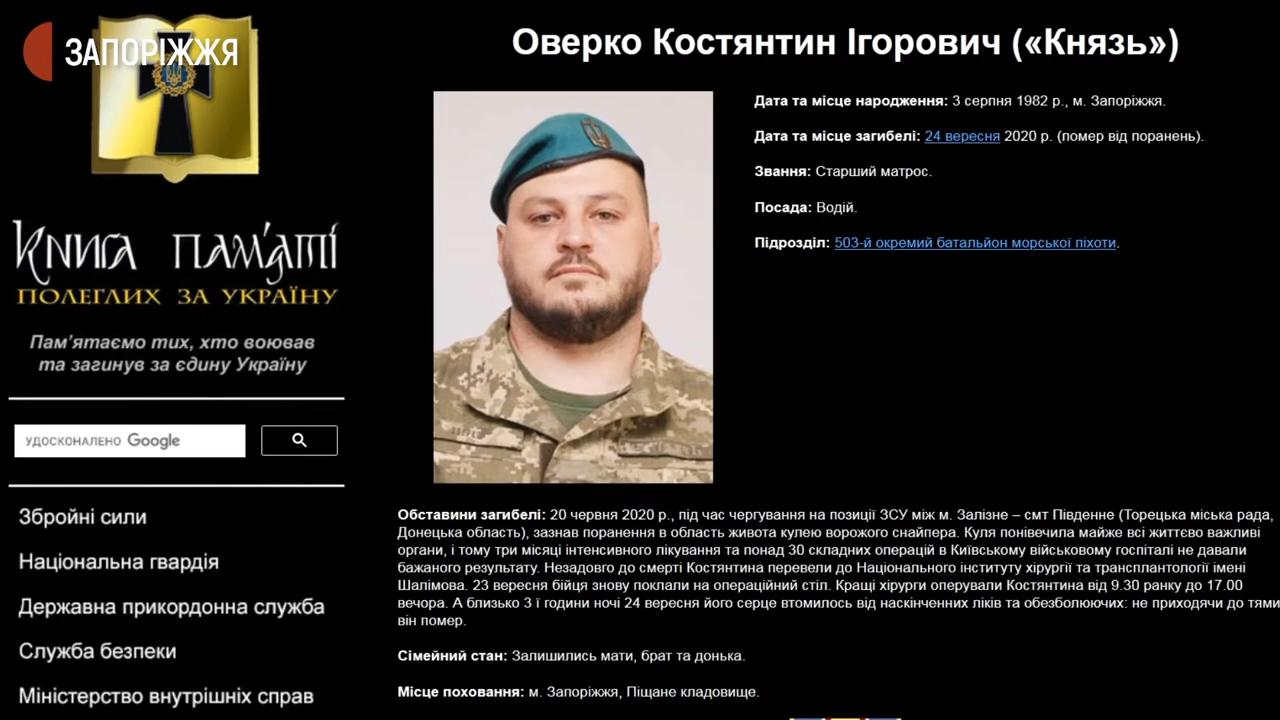 ЗАПОРІЖЖЯ
Оверко Костянтин Ігорович («Князь»)
Дата та місце народження: 3 серпня 1982 р., м. Запоріжжя.
Дата та місце загибелі: 24 вересня 2020 р. (помер від поранень).
Звання: Старший матрос.
Посада: Водій.
Підрозділ: 503-й окремий батальйон морської піхоти.
Книга пам'яті
ПОЛЕГЛИХ ЗА УКРАЇНУ
Пам'ятаємо тих, хто воював
та загинув за єдину Україну
УДОСКОНАЛЕНО Google
Збройні сили
Національна гвардія
Державна прикордонна служба
Служба безпеки
Міністерство внутрішніх справ
Обставини загибелі: 20 червня 2020 р., під час чергування на позиції ЗСУ між м. Залізне – смт Південне (Торецька міська рада,
Донецька область), зазнав поранення в область живота кулею ворожого снайпера. Куля понівечила майже всі життєво важливі
органи, і тому три місяці інтенсивного лікування та понад 30 складних операцій в Київському військовому госпіталі не давали
бажаного результату. Незадовго до смерті Костянтина перевели до Національного інституту хірургії та трансплантології імені
Шалімова. 23 вересня бійця знову поклали на операційний стіл. Кращі хірурги оперували Костянтина від 9.30 ранку до 17.00
вечора. А близько 3 ї години ночі 24 вересня його серце втомилось від наскінченних ліків та обезболюючих: не приходячи до тями
він помер.
Сімейний стан: Залишились мати, брат та донька.
Місце поховання: м. Запоріжжя, Піщане кладовище.